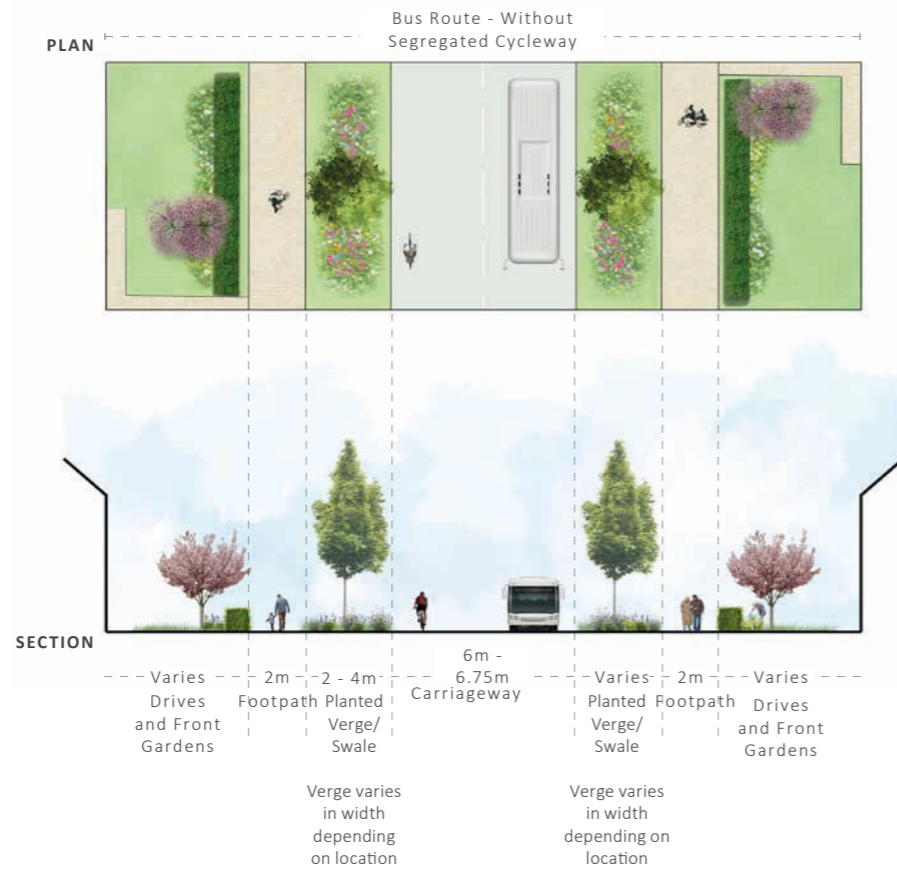 Bus Route - Without
Segregated Cycleway
PLAN
SECTION
Varies
Drives
and Front
Gardens
2m
Footpath
2 - 4m
Planted
Verge/
Swale
Verge varies
in width
depending
on location
6m -
6.75m
Carriageway
Varies
Planted
Verge/
Swale
Verge varies
in width
depending on
location
2m
Footpath
Varies
Drives
and Front
Gardens